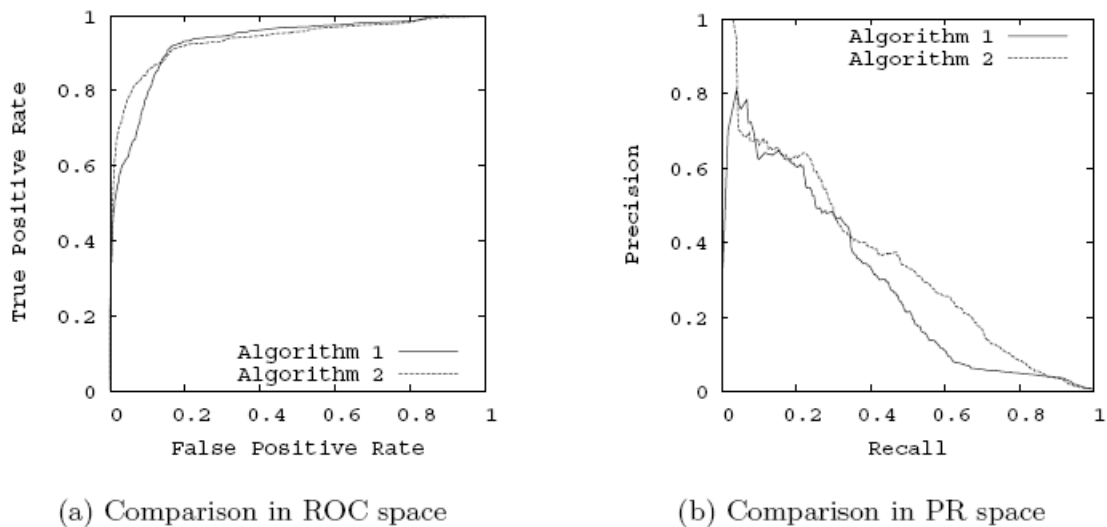 1
0.8
0.6
0.4
0.2
0
True Positive Rate
Algorithm 1
Algorithm 2
0 0.2 0.4 0.6 0.8 1
False Positive Rate
(a) Comparison in ROC space
1
0.8
0.6
0.4
0.2
0
Precision
Algorithm 1
Algorithm 2
0 0.2 0.4 0.6 0.8 1
Recall
(b) Comparison in PR space